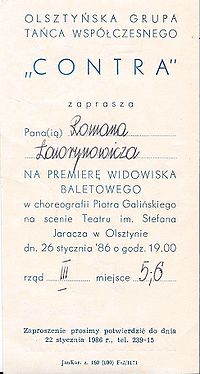 OLSZTYŃSKA GRUPA
TAŃCA WSPÓŁCZESNEGO
„CONTRA"
zaprasza
Pana(ią) Romana
Ławrynowicza
NA PREMIERĘ WIDOWISKA
BALETOWEGO
w choreografii Piotra Galińskiego
na scenie Teatru im. Stefana
Jaracza w Olsztynie
dn. 26 stycznia '86 o godz. 19.00
rząd III miejsce 5,6
Zaproszenie prosimy potwierdzić do dnia
22 stycznia 1986 r., tel. 239-15